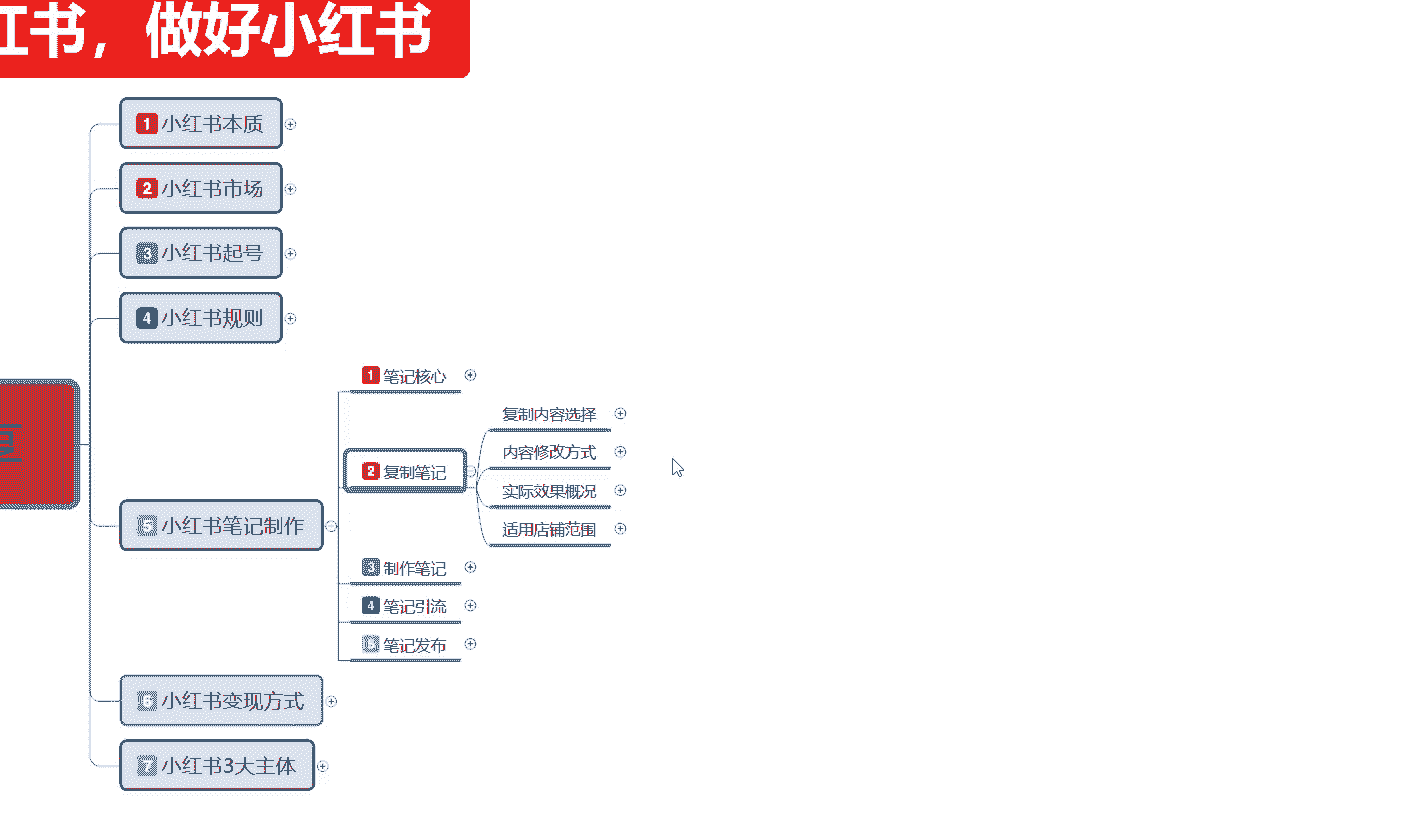 红书，做好小红书
1 小红书本质
2 小红书市场
3 小红书起号
4 小红书规则
5 小红书笔记制作
1 笔记核心
2 复制笔记
复制内容选择
内容修改方式
实际效果概况
适用店铺范围
3 制作笔记
4 笔记引流
5 笔记发布
6 小红书变现方式
7 小红书3大主体